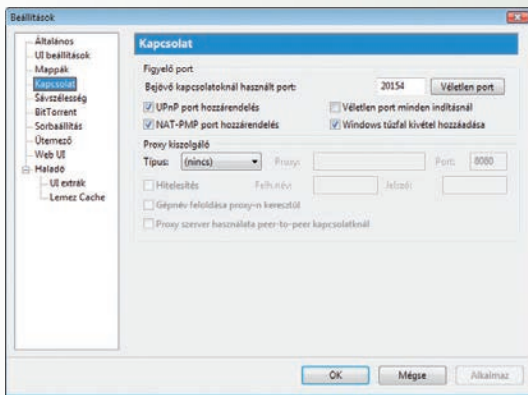 Beállítások
Általános
UI beállítások
Mappák
Kapcsolat
Sávszélesség
BitTorrent
Sorbaállítás
Ütemező
Web UI
Haladó
UI extrák
Lemez Cache
Kapcsolat
Figyelő port
Bejövő kapcsolatoknál használt port: 20154 Véletlen port
UPnP port hozzárendelés Véletlen port minden indításnál
NAT-PMP port hozzárendelés Windows tűzfal kivétel hozzáadása
Proxy kiszolgáló
Típus: (nincs) Proxy: Port: 8080
Hitelesítés Felh.név: Jelszó:
Gépnév feloldása proxy-n keresztül
Proxy szerver használata peer-to-peer kapcsolatknál
OK Mégse Alkalmaz